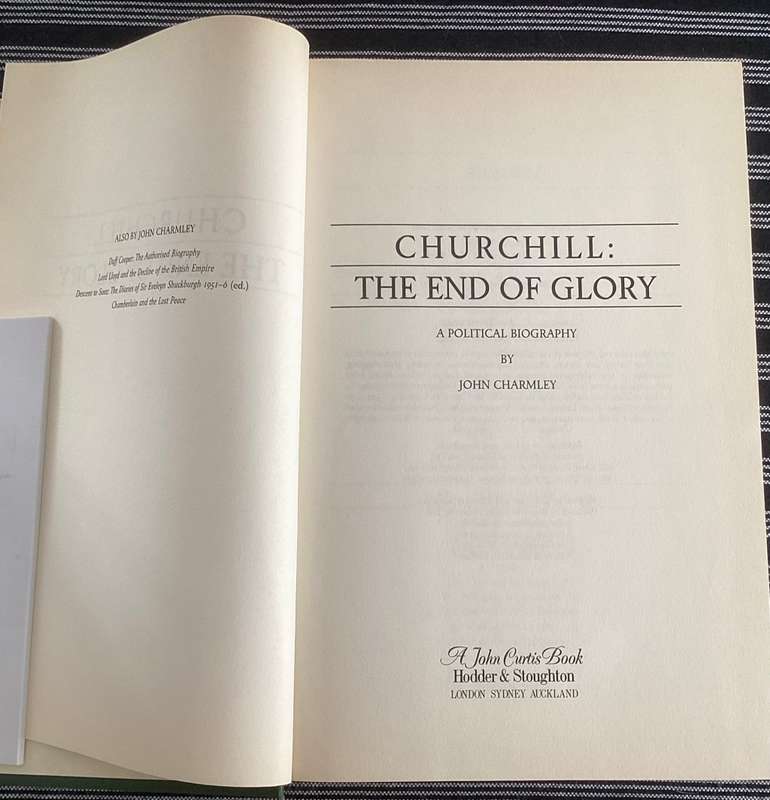 ALSO BY JOHN CHARMLEY
Duff Cooper: The Authorised Biography
Lord Lloyd and the Decline of the British Empire
Descent to Suez: The Diaries of Sir Evelyn Shuckburgh 1951–6 (ed.)
Chamberlain and the Lost Peace
CHURCHILL:
THE END OF GLORY
A POLITICAL BIOGRAPHY
BY
JOHN CHARMLEY
A John Curtis Book
Hodder & Stoughton
LONDON SYDNEY AUCKLAND